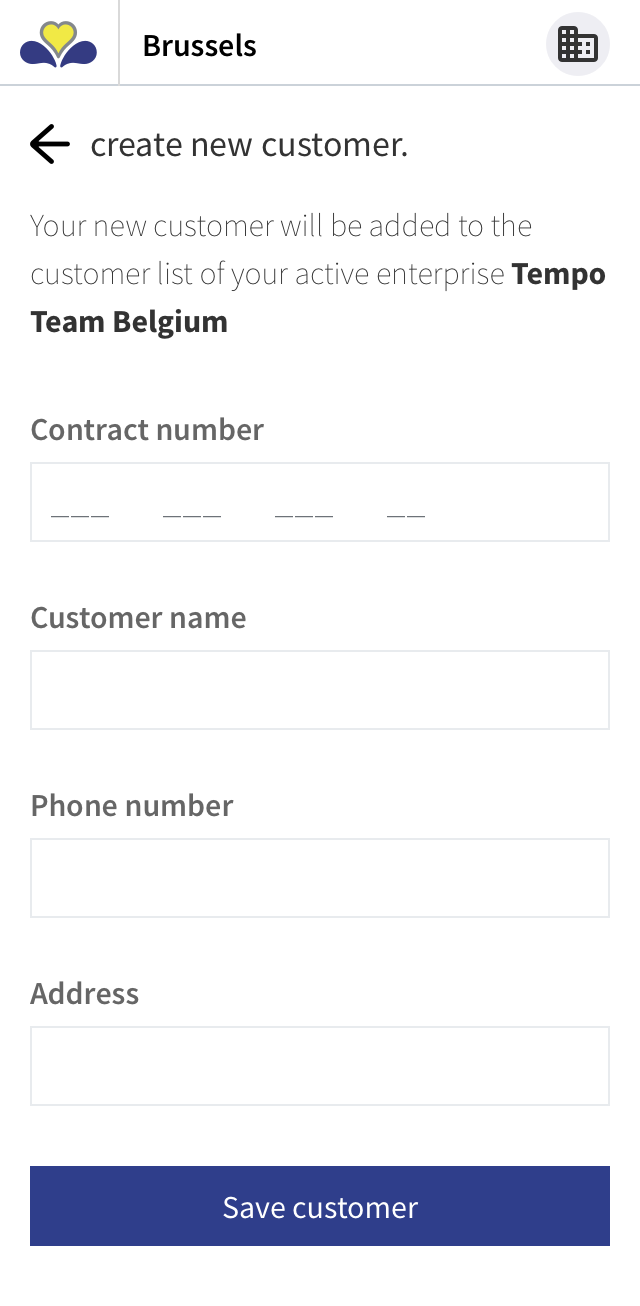 Brussels
create new customer.
Your new customer will be added to the
customer list of your active enterprise Tempo
Team Belgium
Contract number
___ ___ ___ __
Customer name
Phone number
Address
Save customer